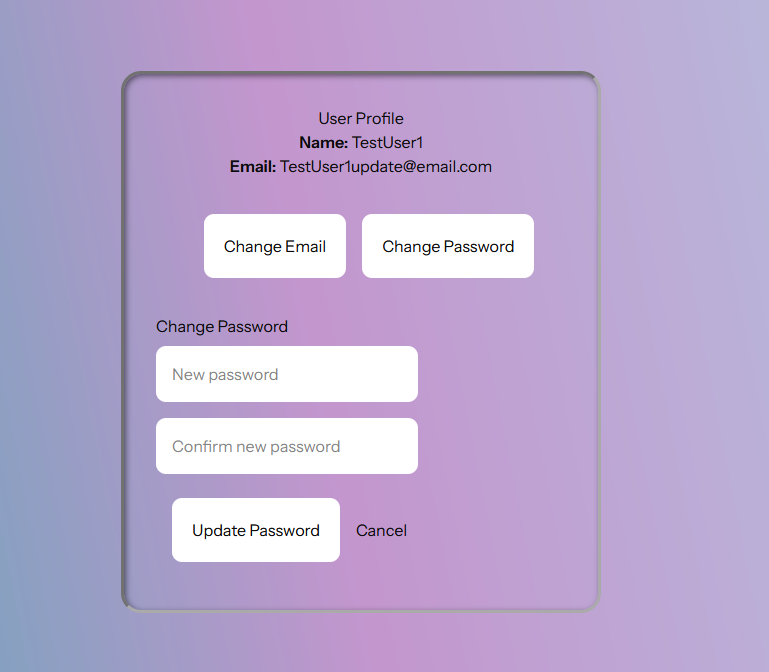 User Profile
Name: TestUser1
Email: TestUser1update@email.com
Change Email Change Password
Change Password
New password
Confirm new password
Update Password Cancel